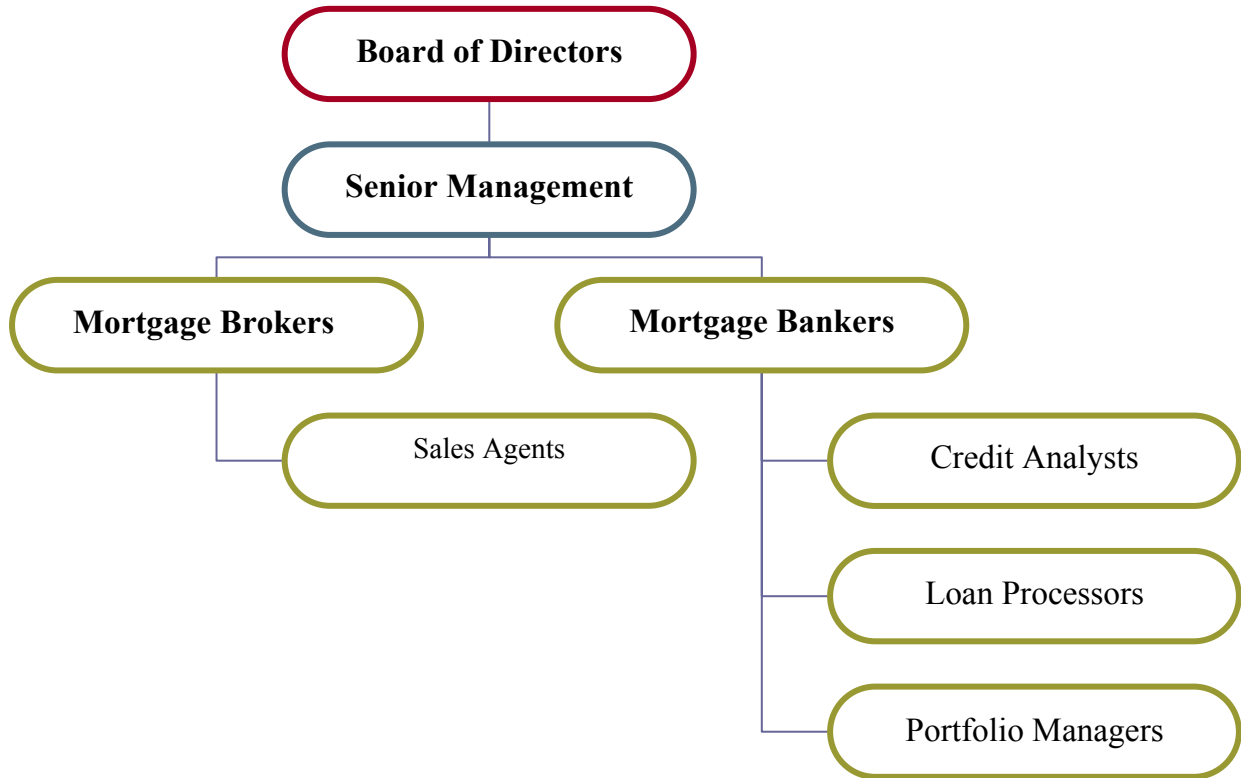 Board of Directors
Senior Management
Mortgage Brokers
Mortgage Bankers
Sales Agents
Credit Analysts
Loan Processors
Portfolio Managers